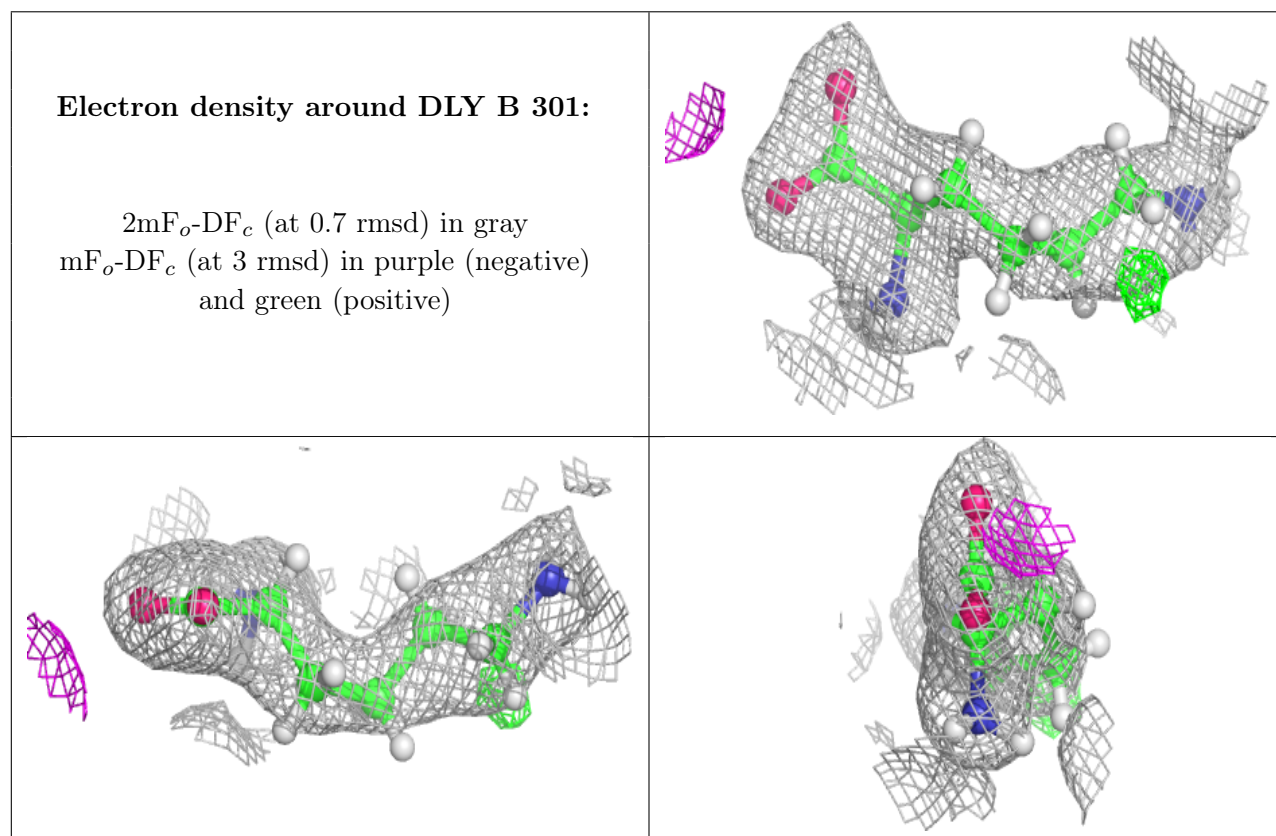 Electron density around DLY B 301:
2mFo-DFc (at 0.7 rmsd) in gray
mFo-DFc (at 3 rmsd) in purple (negative)
and green (positive)